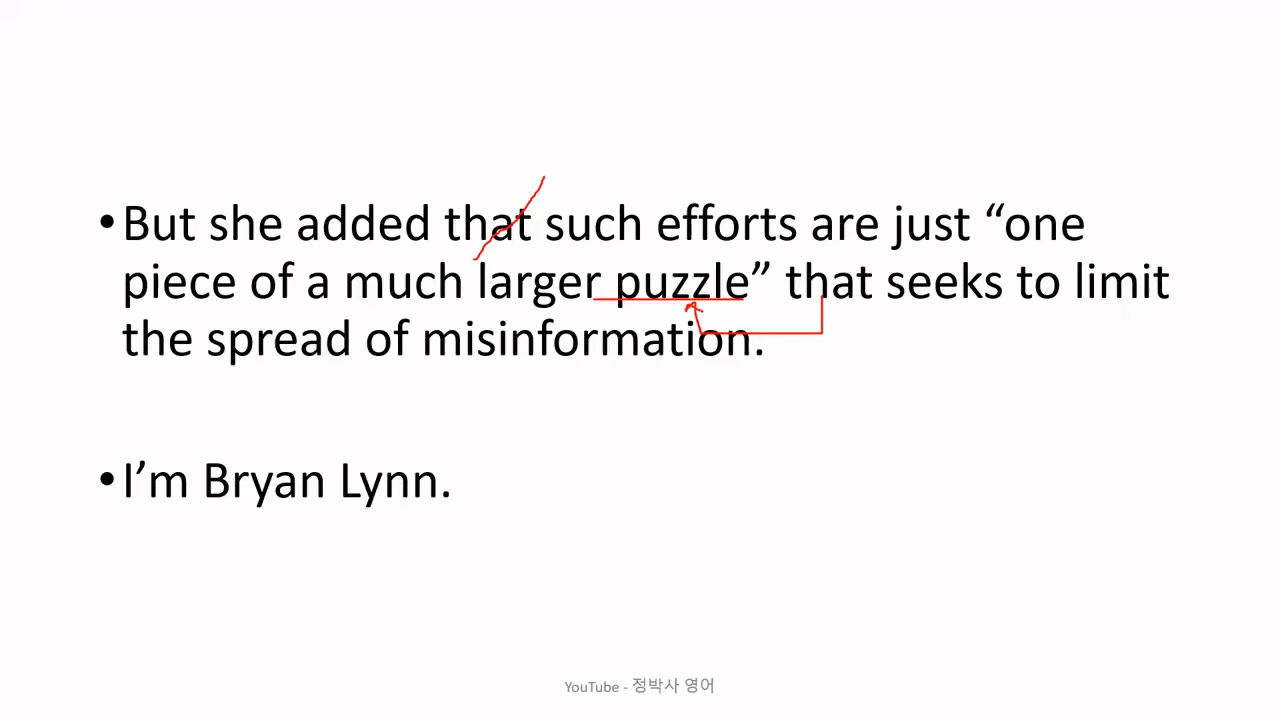 •But she added that such efforts are just “one
piece of a much larger puzzle” that seeks to limit
the spread of misinformation.
•I’m Bryan Lynn.
YouTube - 정박사 영어